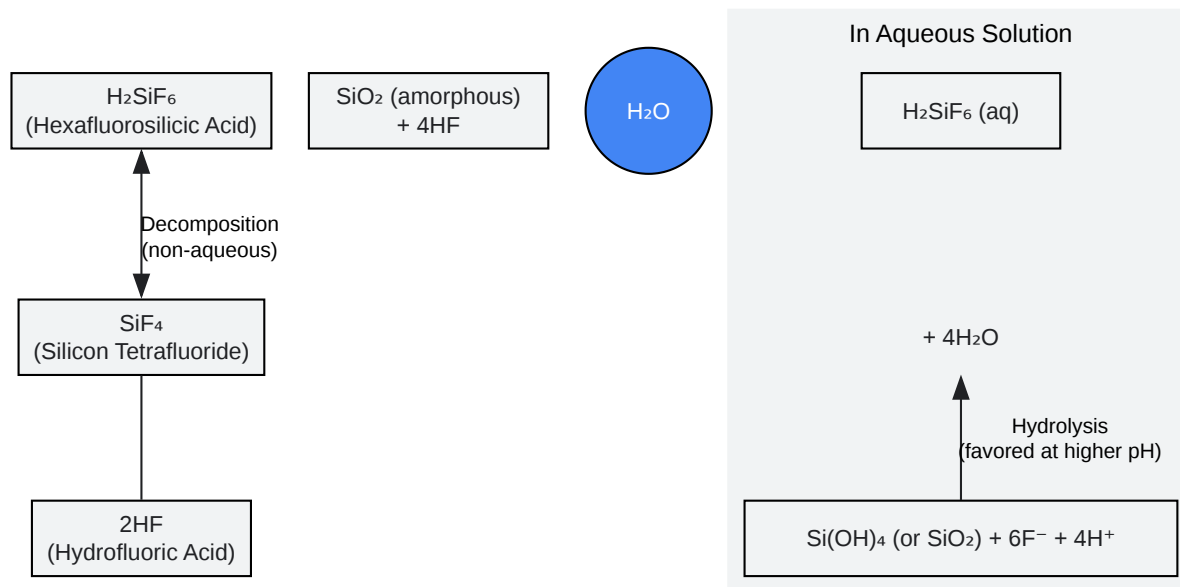 In Aqueous Solution
H₂SiF₆
(Hexafluorosilicic Acid)
SiO₂ (amorphous)
+ 4HF
H₂O
H₂SiF₆ (aq)
Decomposition
(non-aqueous)
SiF₄
(Silicon Tetrafluoride)
+ 4H₂O
Hydrolysis
(favored at higher pH)
2HF
(Hydrofluoric Acid)
Si(OH)₄ (or SiO₂) + 6F⁻ + 4H⁺